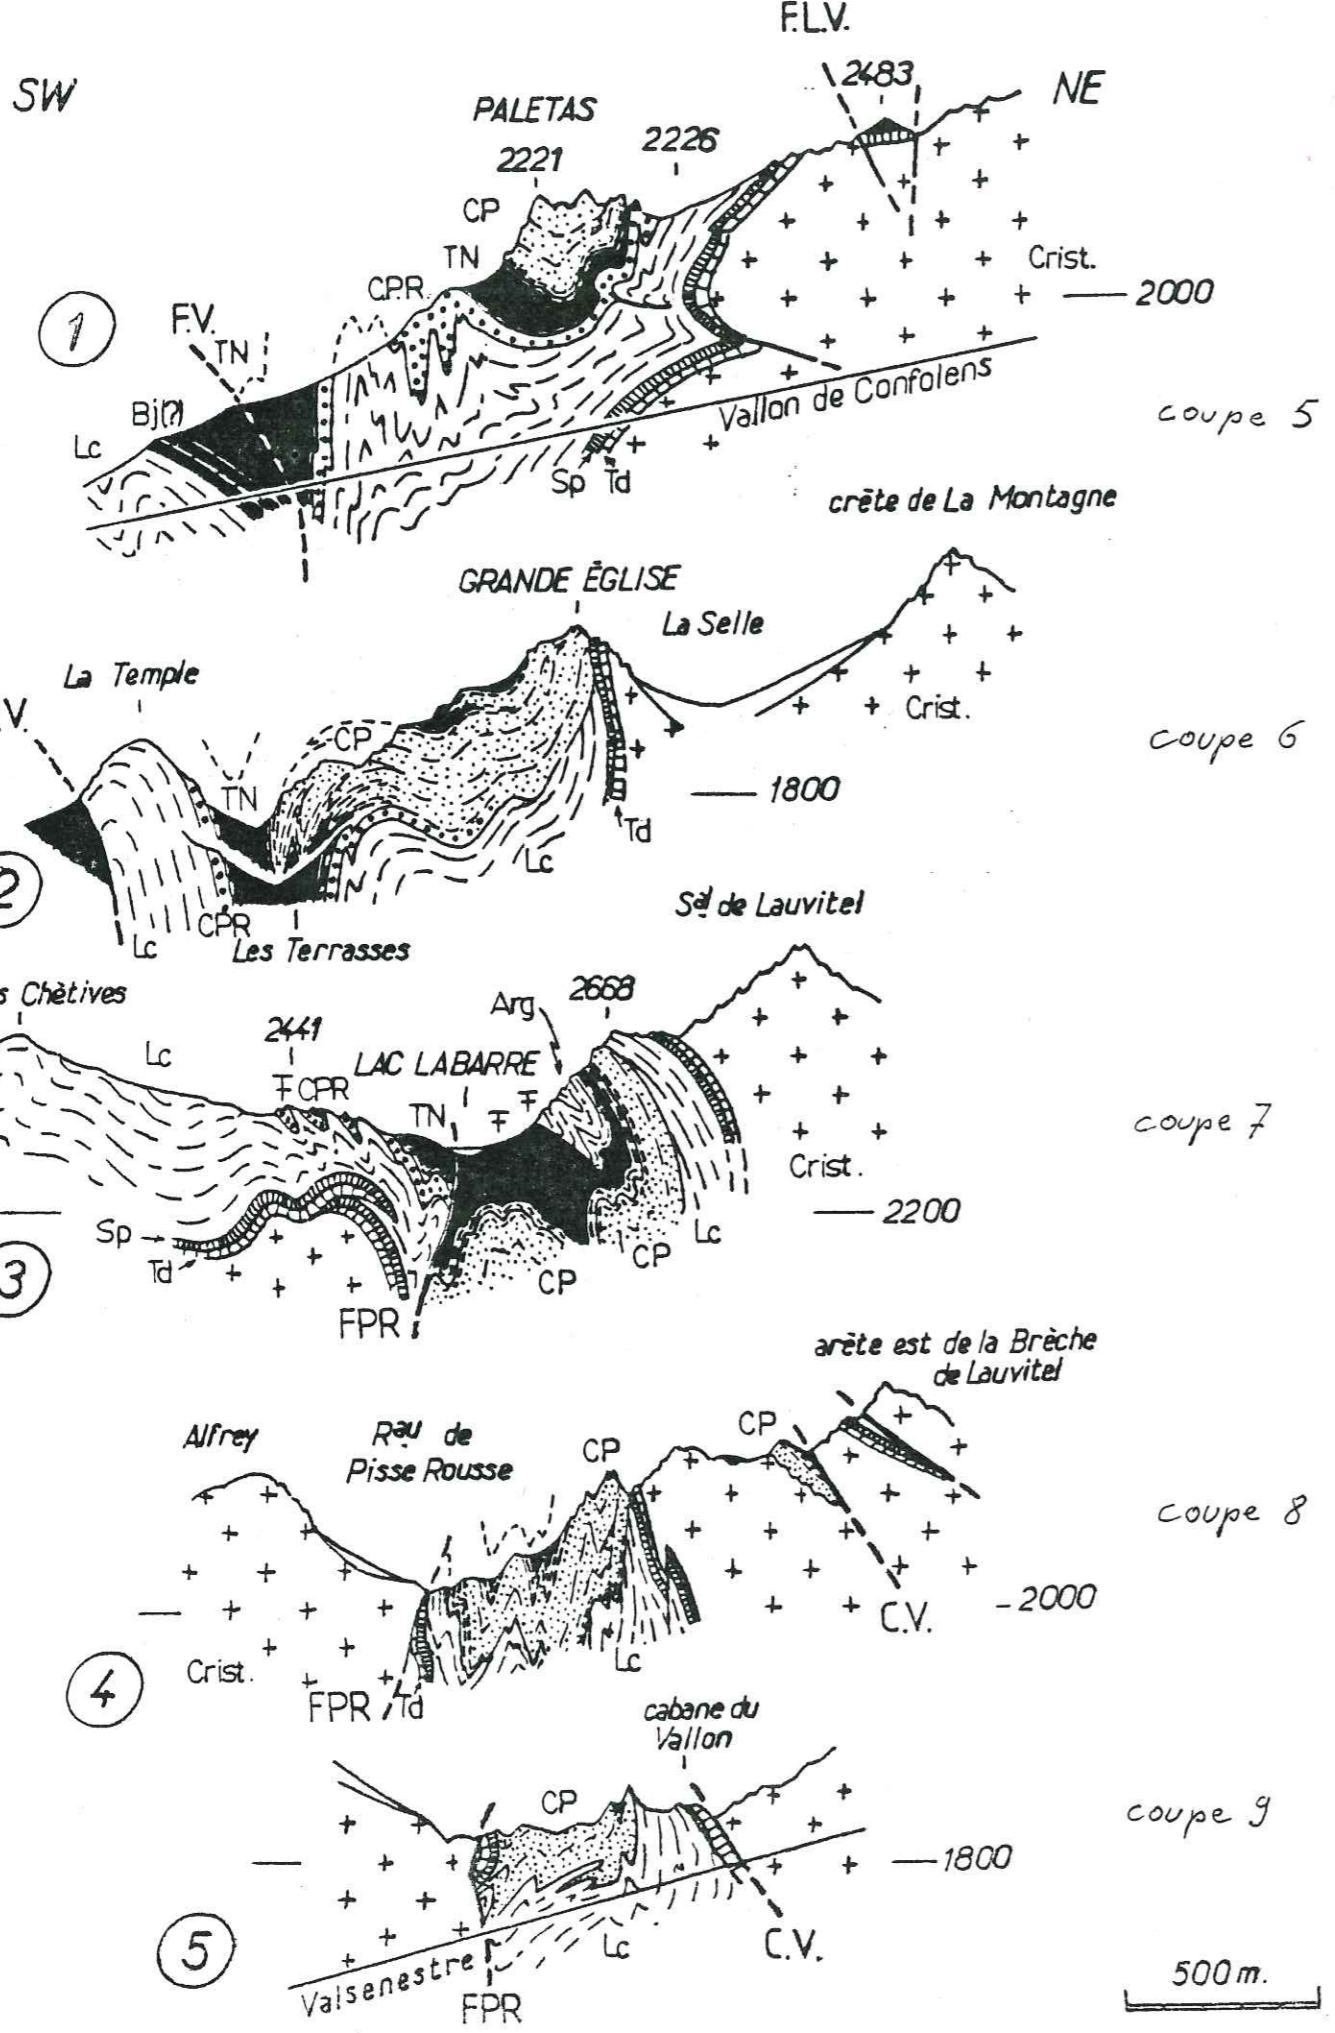 F.L.V.
SW
2483
NE
PALETAS
2226
2221
CP
TN
Crist.
C.P.R.
2000
1
F.V.
TN
Bj(?)
Lc
Vallon de Confolens
coupe 5
Sp Td
crête de La Montagne
GRANDE ÉGLISE
La Selle
La Temple
V.
CP
Crist.
coupe 6
TN
1800
Td
Lc
2
CPR
Lc
Les Terrasses
Sal de Lauvitel
s Chètives
Arg
2668
2441
Lc
LAC LABARRE
CPR
TN
coupe 7
Crist.
2200
Sp
Lc
CP
Td
CP
3
FPR
arète est de la Brèche
de Lauvitel
Alfrey
Rau de
Pisse Rousse
CP
CP
coupe 8
2000
C.V.
Lc
Crist.
4
FPR Td
cabane du
Vallon
CP
coupe 9
1800
5
Lc
C.V.
Valsenestre
FPR
500m.